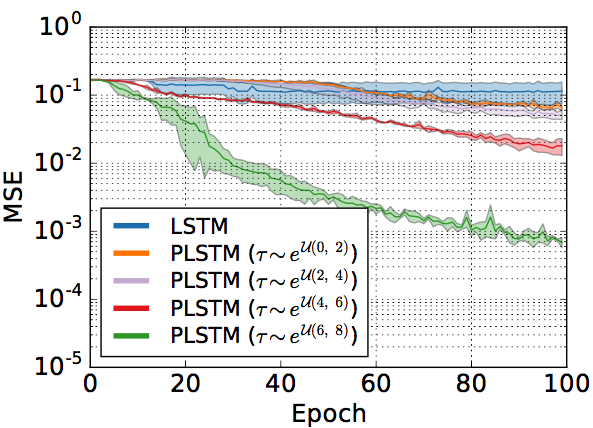 10^0
10^-1
10^-2
10^-3
10^-4
10^-5
MSE
LSTM
PLSTM (τ~e^𝒰(0, 2))
PLSTM (τ~e^𝒰(2, 4))
PLSTM (τ~e^𝒰(4, 6))
PLSTM (τ~e^𝒰(6, 8))
0 20 40 60 80 100
Epoch